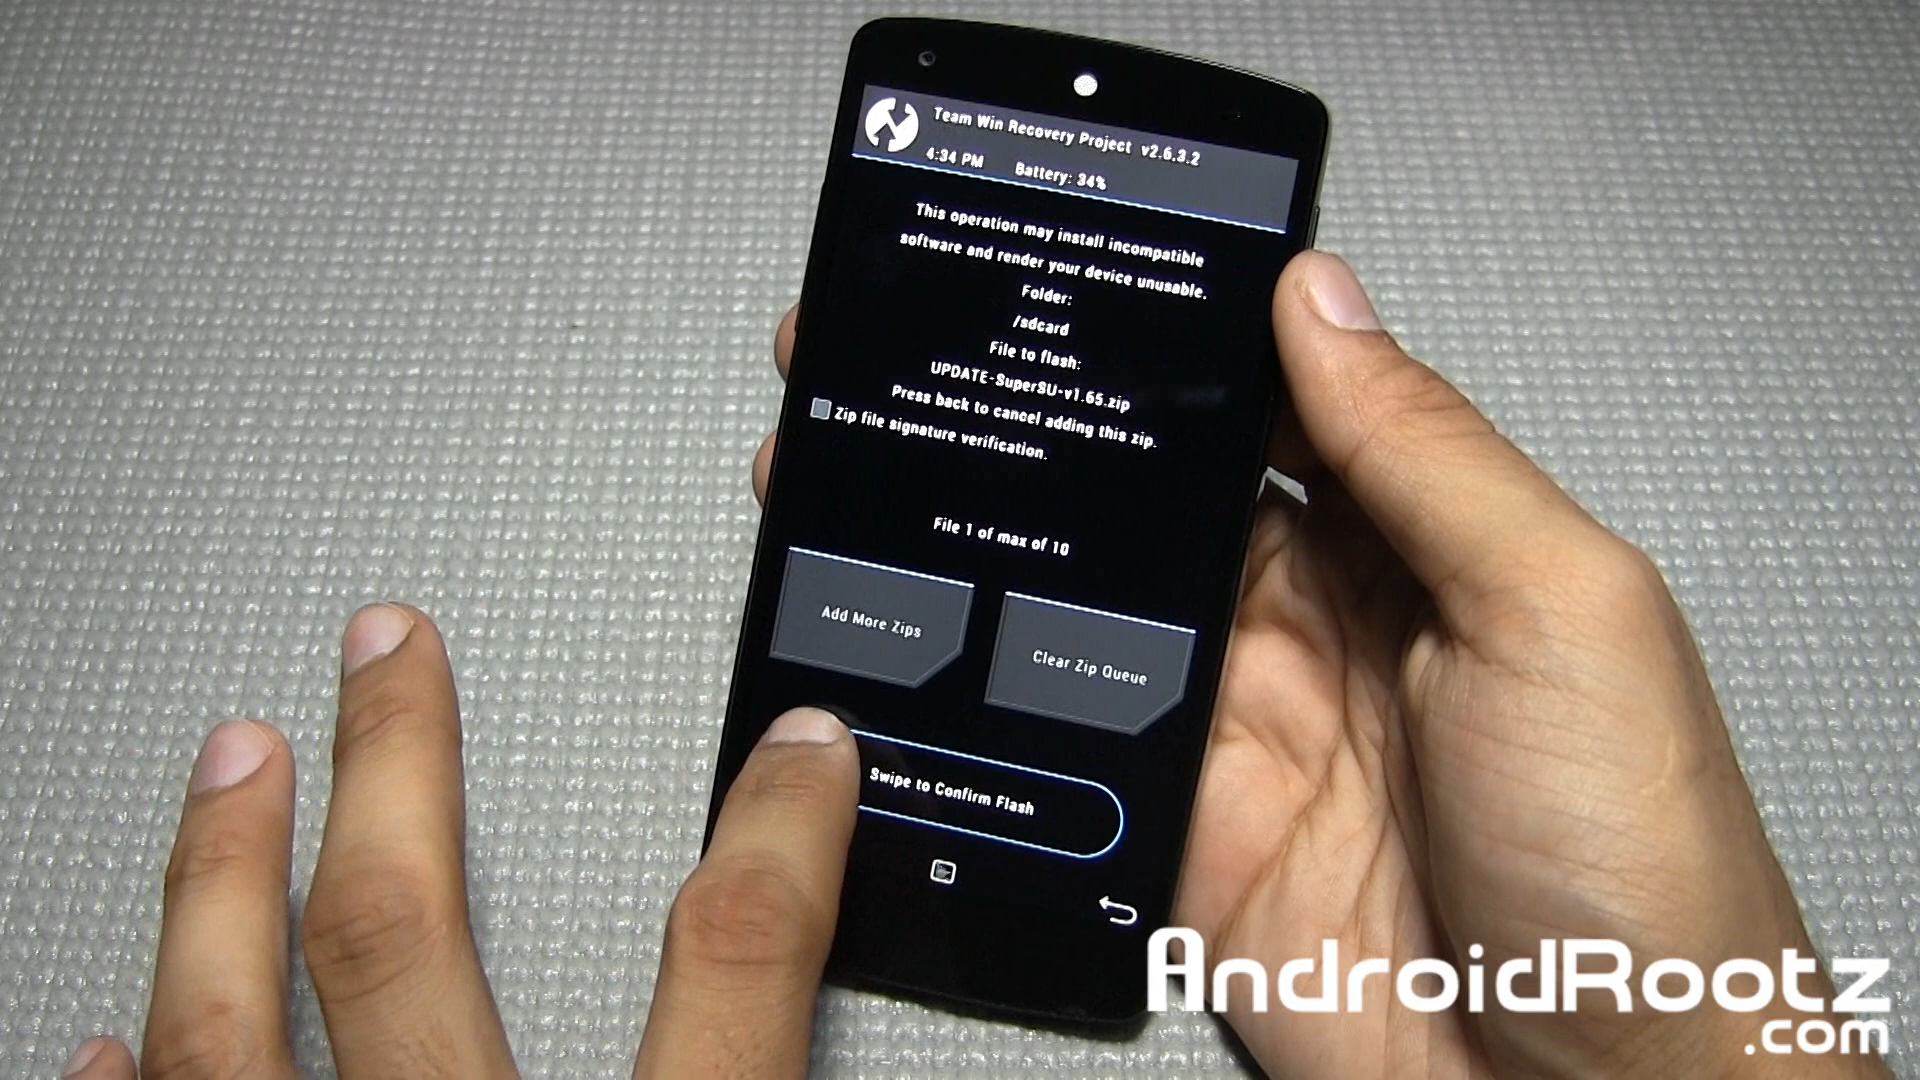 Team Win Recovery Project v2.6.3.2
4:34 PM Battery: 34%
This operation may install incompatible
software and render your device unusable.
Folder:
/sdcard
File to flash:
UPDATE-SuperSU-v1.65.zip
Press back to cancel adding this zip.
Zip file signature verification.
File 1 of max of 10
Add More Zips
Clear Zip Queue
Swipe to Confirm Flash
AndroidRootz
.com